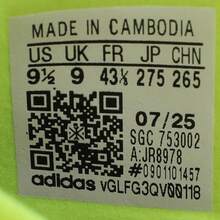 MADE IN CAMBODIA
US UK FR JP CHN
9½ 9 43⅓ 275 265
07/25
SGC 753002
A:JR8978
#0901101457
adidas vGLFG3QV00118